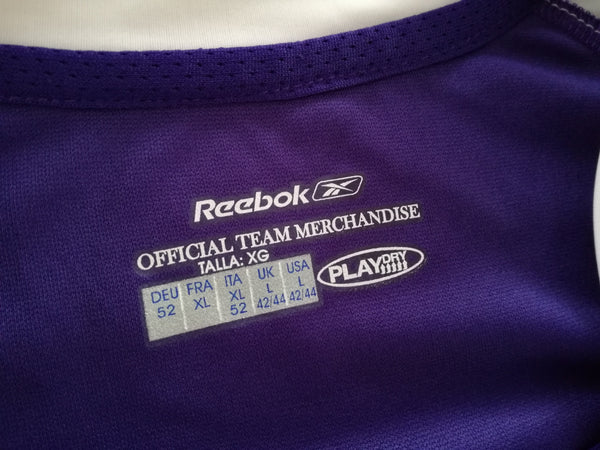 Reebok
OFFICIAL TEAM MERCHANDISE
TALLA: XG
DEU FRA ITA UK USA
52 XL XL L L
52 42/44 42/44
PLAYDRY